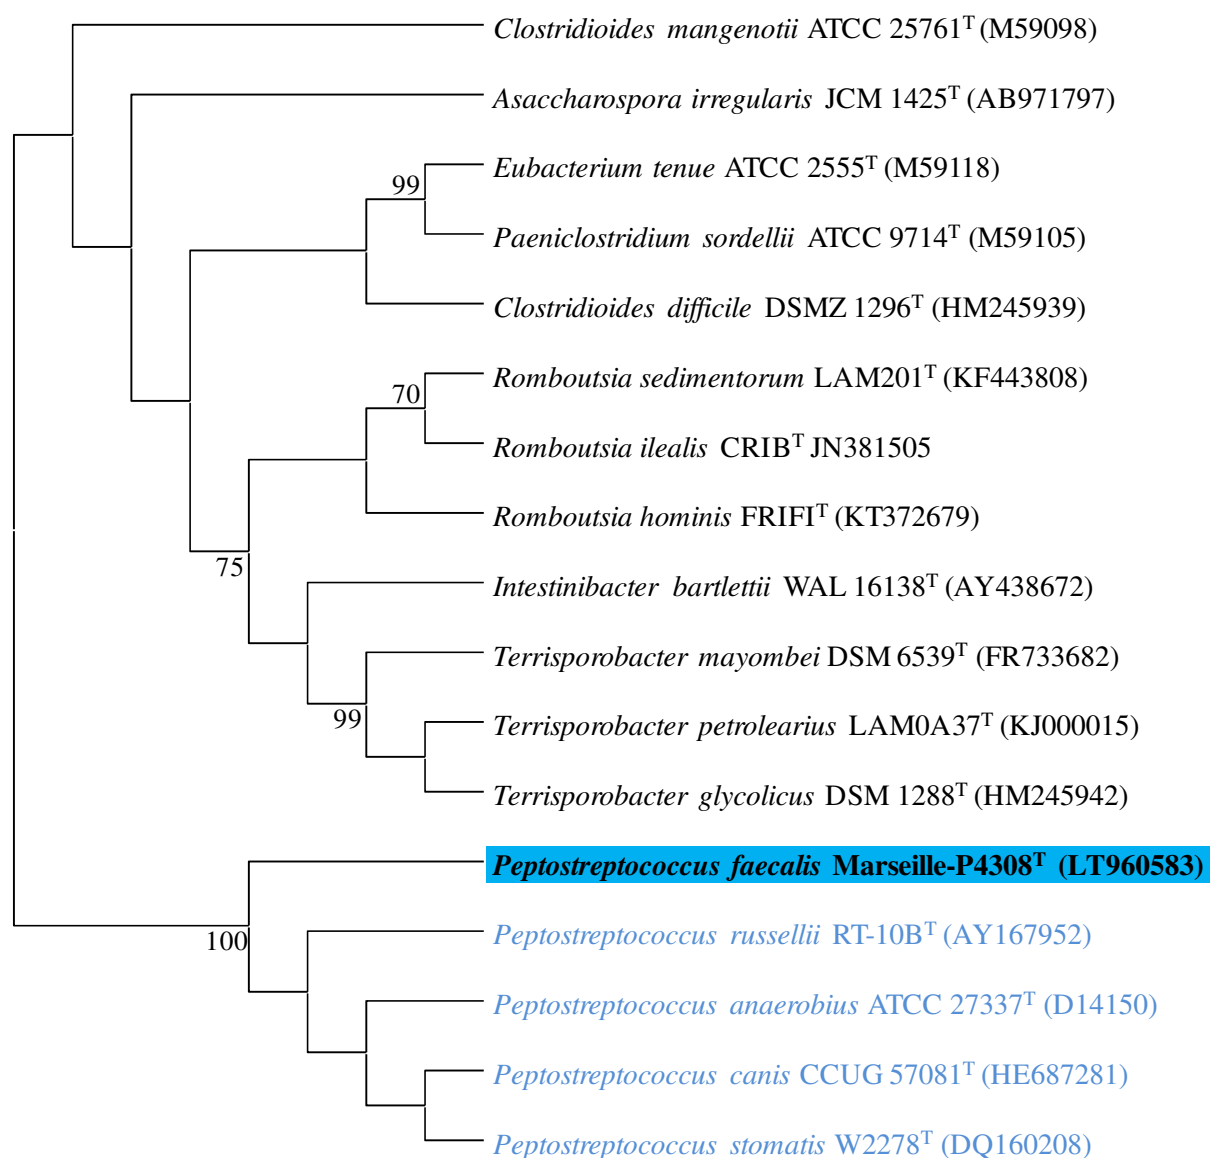 Clostridioides mangenotii ATCC 25761ᵀ (M59098)
Asaccharospora irregularis JCM 1425ᵀ (AB971797)
Eubacterium tenue ATCC 2555ᵀ (M59118)
99
Paeniclostridium sordellii ATCC 9714ᵀ (M59105)
Clostridioides difficile DSMZ 1296ᵀ (HM245939)
Romboutsia sedimentorum LAM201ᵀ (KF443808)
70
Romboutsia ilealis CRIBᵀ JN381505
Romboutsia hominis FRIFIᵀ (KT372679)
75
Intestinibacter bartlettii WAL 16138ᵀ (AY438672)
Terrisporobacter mayombei DSM 6539ᵀ (FR733682)
99
Terrisporobacter petrolearius LAM0A37ᵀ (KJ000015)
Terrisporobacter glycolicus DSM 1288ᵀ (HM245942)
Peptostreptococcus faecalis Marseille-P4308ᵀ (LT960583)
100
Peptostreptococcus russellii RT-10Bᵀ (AY167952)
Peptostreptococcus anaerobius ATCC 27337ᵀ (D14150)
Peptostreptococcus canis CCUG 57081ᵀ (HE687281)
Peptostreptococcus stomatis W2278ᵀ (DQ160208)